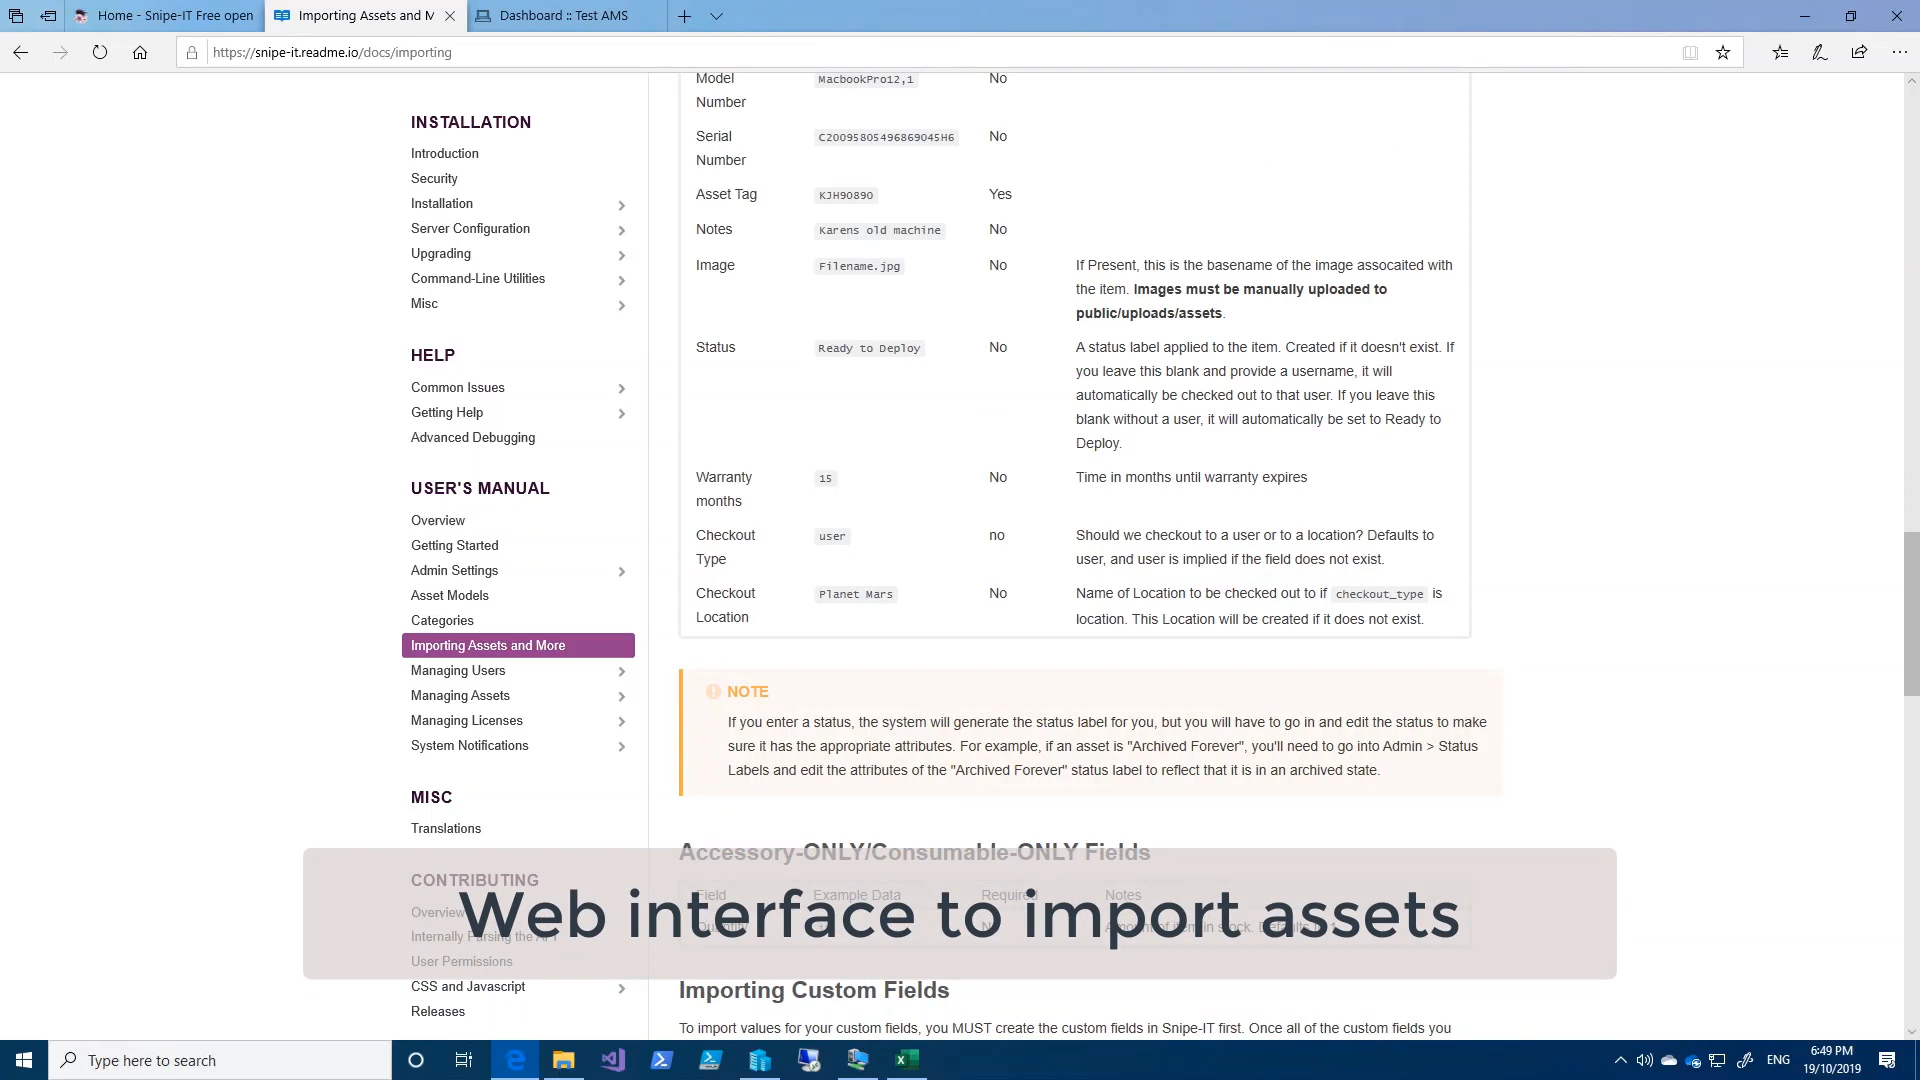 Home - Snipe-IT Free open
Importing Assets and M
Dashboard :: Test AMS
https://snipe-it.readme.io/docs/importing
INSTALLATION
Introduction
Security
Installation
Server Configuration
Upgrading
Command-Line Utilities
Misc
HELP
Common Issues
Getting Help
Advanced Debugging
USER'S MANUAL
Overview
Getting Started
Admin Settings
Asset Models
Categories
Importing Assets and More
Managing Users
Managing Assets
Managing Licenses
System Notifications
MISC
Translations
CONTRIBUTING
Overview
Internally Parsing the API
User Permissions
CSS and Javascript
Releases
Model Number MacbookPro12,1 No
Serial Number C2OO95805496869045H6 No
Asset Tag KJH90890 Yes
Notes Karens old machine No
Image Filename.jpg No If Present, this is the basename of the image assocaited with
the item. Images must be manually uploaded to
public/uploads/assets.
Status Ready to Deploy No A status label applied to the item. Created if it doesn't exist. If
you leave this blank and provide a username, it will
automatically be checked out to that user. If you leave this
blank without a user, it will automatically be set to Ready to
Deploy.
Warranty months 15 No Time in months until warranty expires
Checkout Type user no Should we checkout to a user or to a location? Defaults to
user, and user is implied if the field does not exist.
Checkout Location Planet Mars No Name of Location to be checked out to if checkout_type is
location. This Location will be created if it does not exist.
NOTE
If you enter a status, the system will generate the status label for you, but you will have to go in and edit the status to make
sure it has the appropriate attributes. For example, if an asset is "Archived Forever", you'll need to go into Admin > Status
Labels and edit the attributes of the "Archived Forever" status label to reflect that it is in an archived state.
Accessory-ONLY/Consumable-ONLY Fields
Field Example Data Required Notes
Quantity
Web interface to import assets
Importing Custom Fields
To import values for your custom fields, you MUST create the custom fields in Snipe-IT first. Once all of the custom fields you
Type here to search
ENG
6:49 PM
19/10/2019